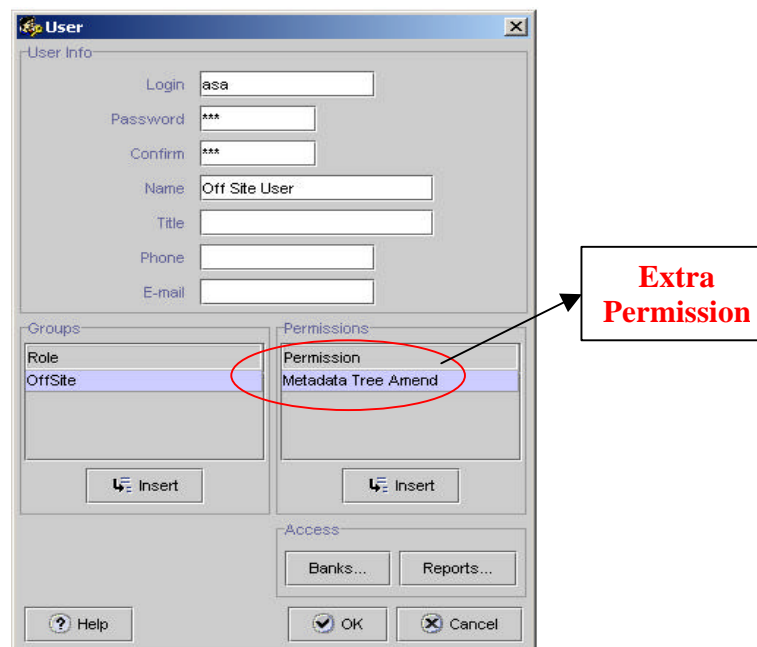 User
User Info
Login asa
Password ***
Confirm ***
Name Off Site User
Title
Phone
E-mail
Groups
Role
OffSite
Insert
Permissions
Permission
Metadata Tree Amend
Insert
Extra
Permission
Access
Banks... Reports...
Help OK Cancel